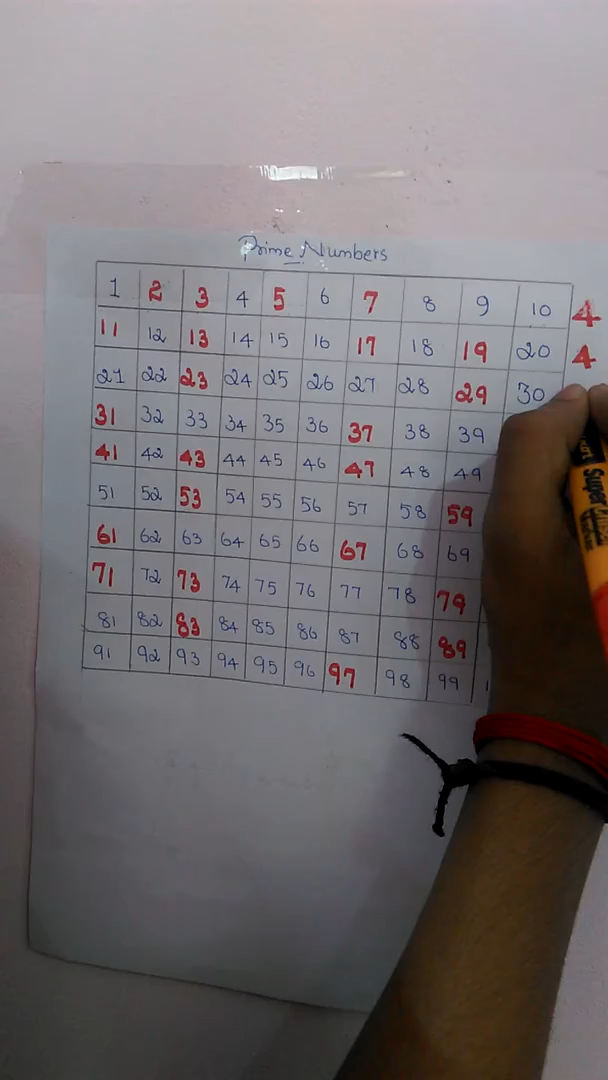 Prime Numbers
1 2 3 4 5 6 7 8 9 10 4
11 12 13 14 15 16 17 18 19 20 4
21 22 23 24 25 26 27 28 29 30
31 32 33 34 35 36 37 38 39
41 42 43 44 45 46 47 48 49
51 52 53 54 55 56 57 58 59
61 62 63 64 65 66 67 68 69
71 72 73 74 75 76 77 78 79
81 82 83 84 85 86 87 88 89
91 92 93 94 95 96 97 98 99
Super